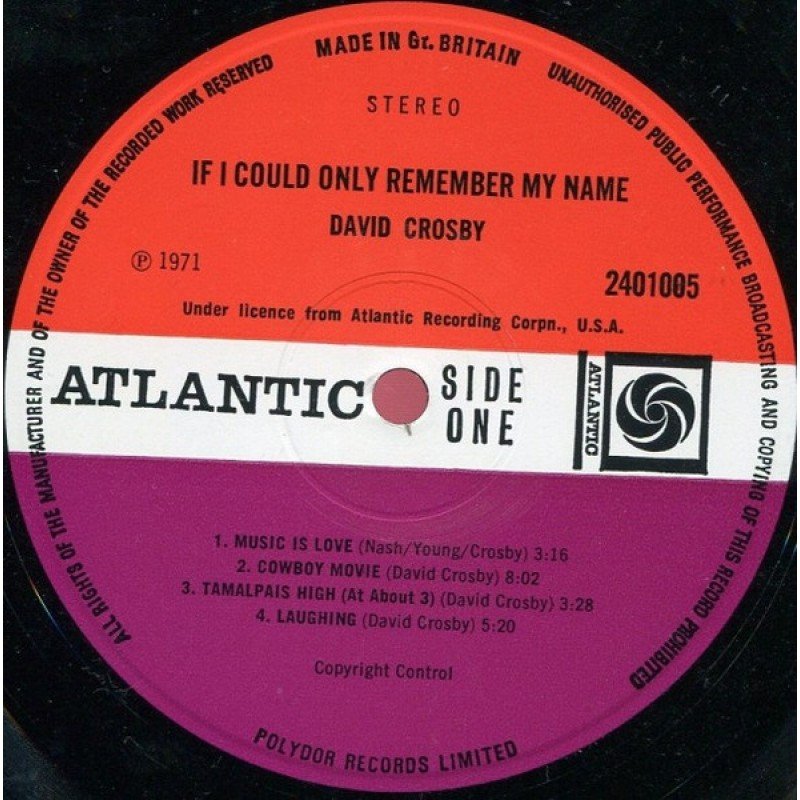 MADE IN Gt. BRITAIN
UNAUTHORISED PUBLIC PERFORMANCE BROADCASTING AND COPYING OF THIS RECORD PROHIBITED
POLYDOR RECORDS LIMITED
ALL RIGHTS OF THE MANUFACTURER AND OF THE OWNER OF THE RECORDED WORK RESERVED
STEREO
IF I COULD ONLY REMEMBER MY NAME
DAVID CROSBY
℗ 1971
2401005
Under licence from Atlantic Recording Corpn., U.S.A.
ATLANTIC
SIDE
ONE
ATLANTIC
1. MUSIC IS LOVE (Nash/Young/Crosby) 3:16
2. COWBOY MOVIE (David Crosby) 8:02
3. TAMALPAIS HIGH (At About 3) (David Crosby) 3:28
4. LAUGHING (David Crosby) 5:20
Copyright Control